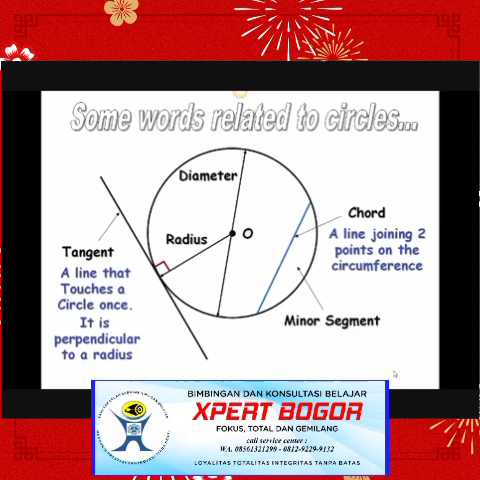 Some words related to circles...
Diameter
O
Radius
Chord
A line joining 2
points on the
circumference
Tangent
A line that
Touches a
Circle once.
It is
perpendicular
to a radius
Minor Segment
BIMBINGAN DAN KONSULTASI BELAJAR
XPERT BOGOR
FOKUS, TOTAL DAN GEMILANG
call service center :
WA. 08561321290 - 0812-9229-9132
LOYALITAS TOTALITAS INTEGRITAS TANPA BATAS